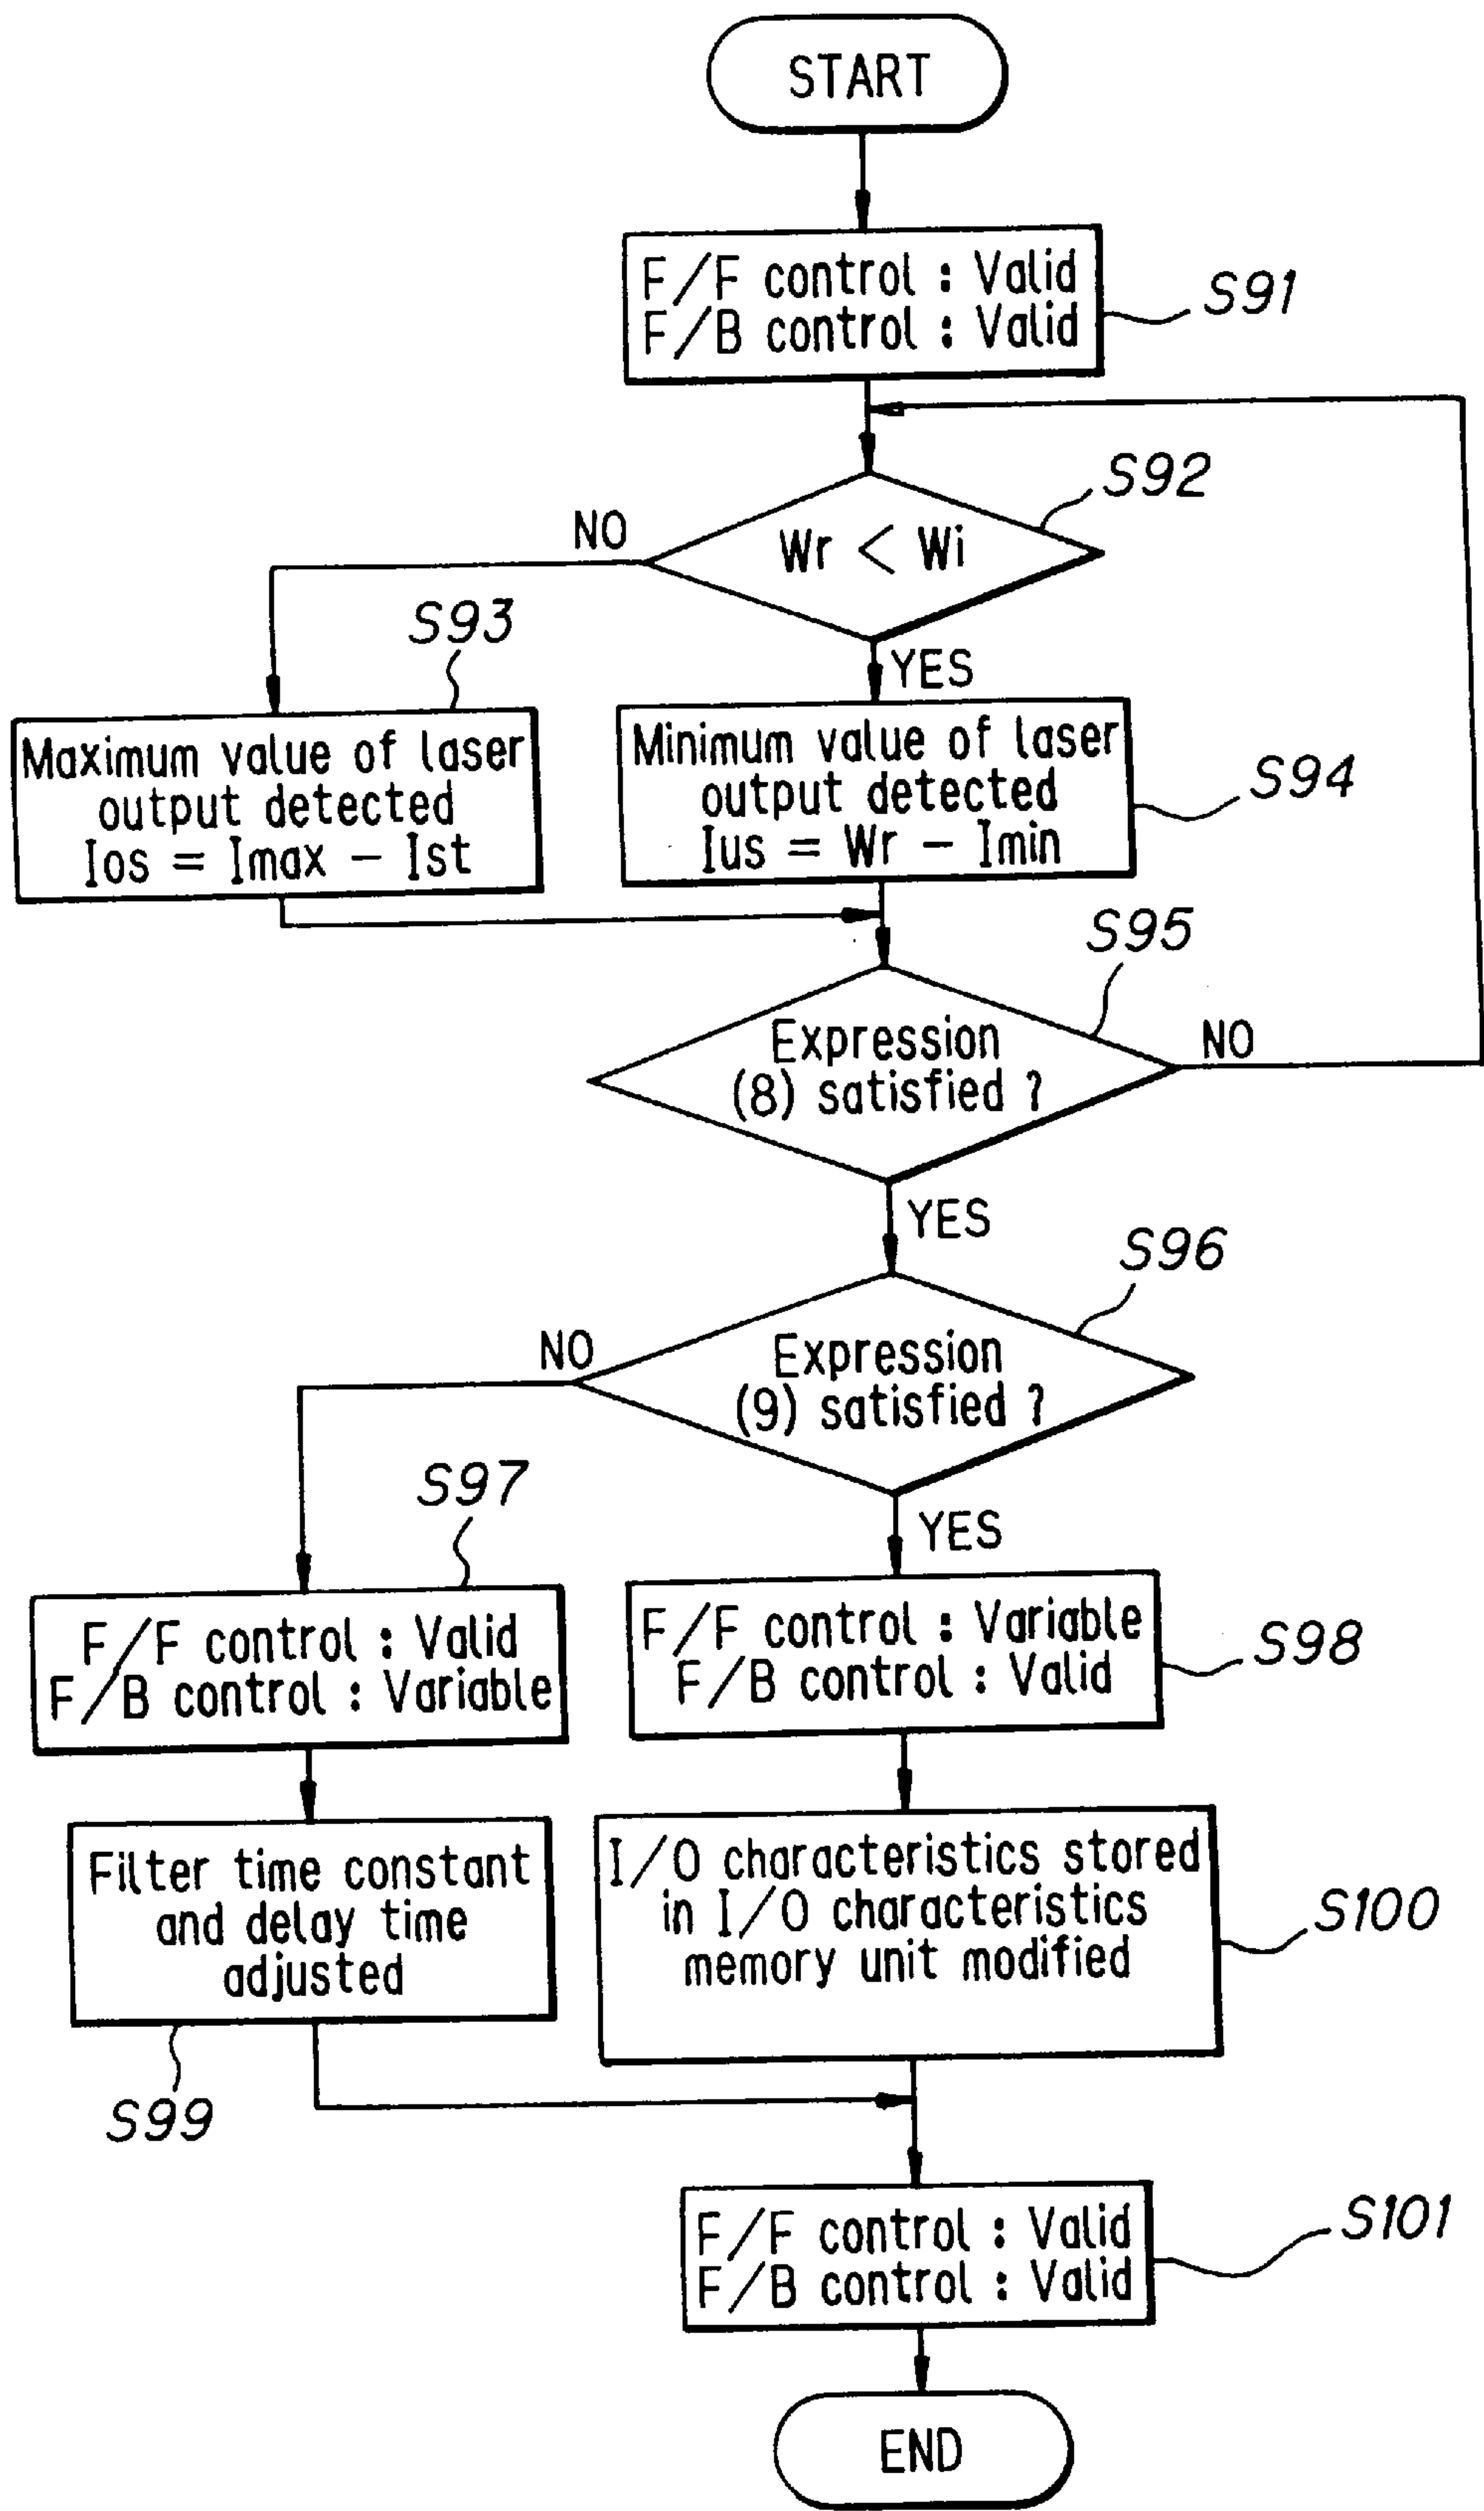 START
F/F control : Valid
F/B control : Valid
S91
S92
Wr < Wi
NO
YES
S93
Maximum value of laser
output detected
Ios = Imax - Ist
Minimum value of laser
output detected
Ius = Wr - Imin
S94
S95
Expression
(8) satisfied ?
NO
YES
S96
Expression
(9) satisfied ?
NO
YES
S97
F/F control : Valid
F/B control : Variable
F/F control : Variable
F/B control : Valid
S98
Filter time constant
and delay time
adjusted
S99
I/O characteristics stored
in I/O characteristics
memory unit modified
S100
F/F control : Valid
F/B control : Valid
S101
END